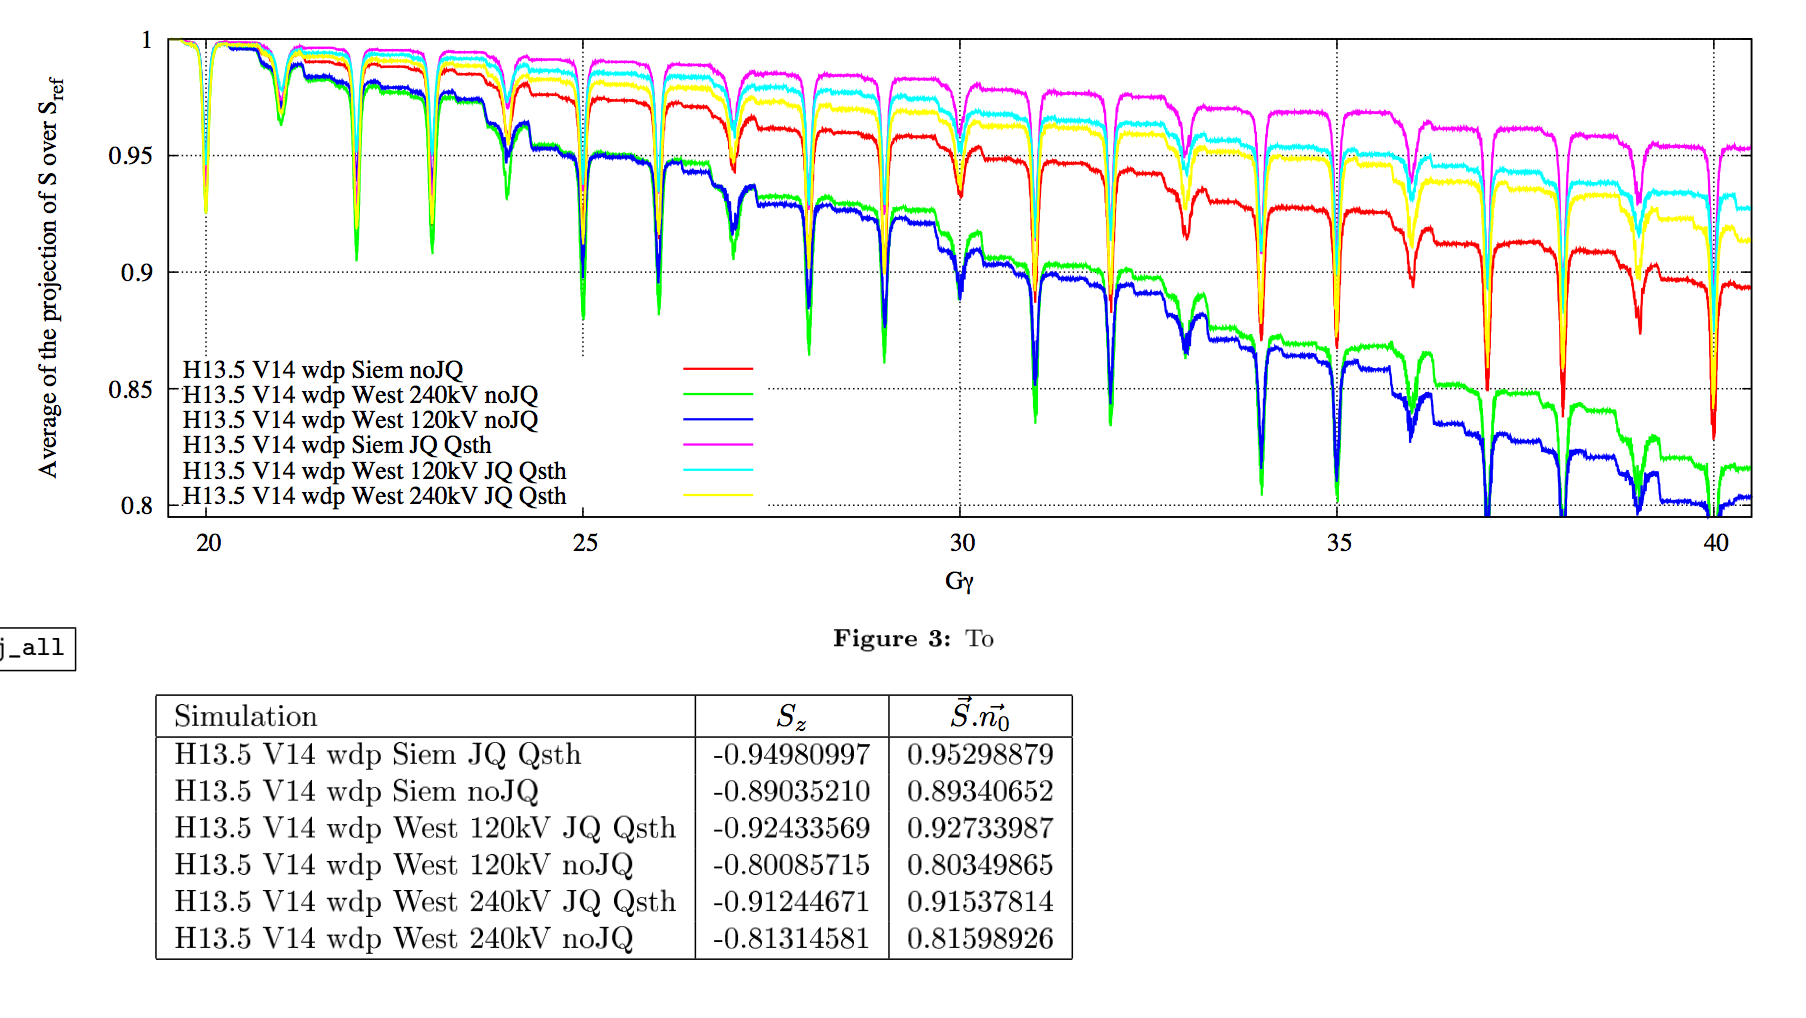 Average of the projection of S over S_ref
1
0.95
0.9
0.85
0.8
H13.5 V14 wdp Siem noJQ
H13.5 V14 wdp West 240kV noJQ
H13.5 V14 wdp West 120kV noJQ
H13.5 V14 wdp Siem JQ Qsth
H13.5 V14 wdp West 120kV JQ Qsth
H13.5 V14 wdp West 240kV JQ Qsth
20 25 30 35 40
Gγ
j_all
Figure 3: To
Simulation S_z \vec{S}.\vec{n_0}
H13.5 V14 wdp Siem JQ Qsth -0.94980997 0.95298879
H13.5 V14 wdp Siem noJQ -0.89035210 0.89340652
H13.5 V14 wdp West 120kV JQ Qsth -0.92433569 0.92733987
H13.5 V14 wdp West 120kV noJQ -0.80085715 0.80349865
H13.5 V14 wdp West 240kV JQ Qsth -0.91244671 0.91537814
H13.5 V14 wdp West 240kV noJQ -0.81314581 0.81598926